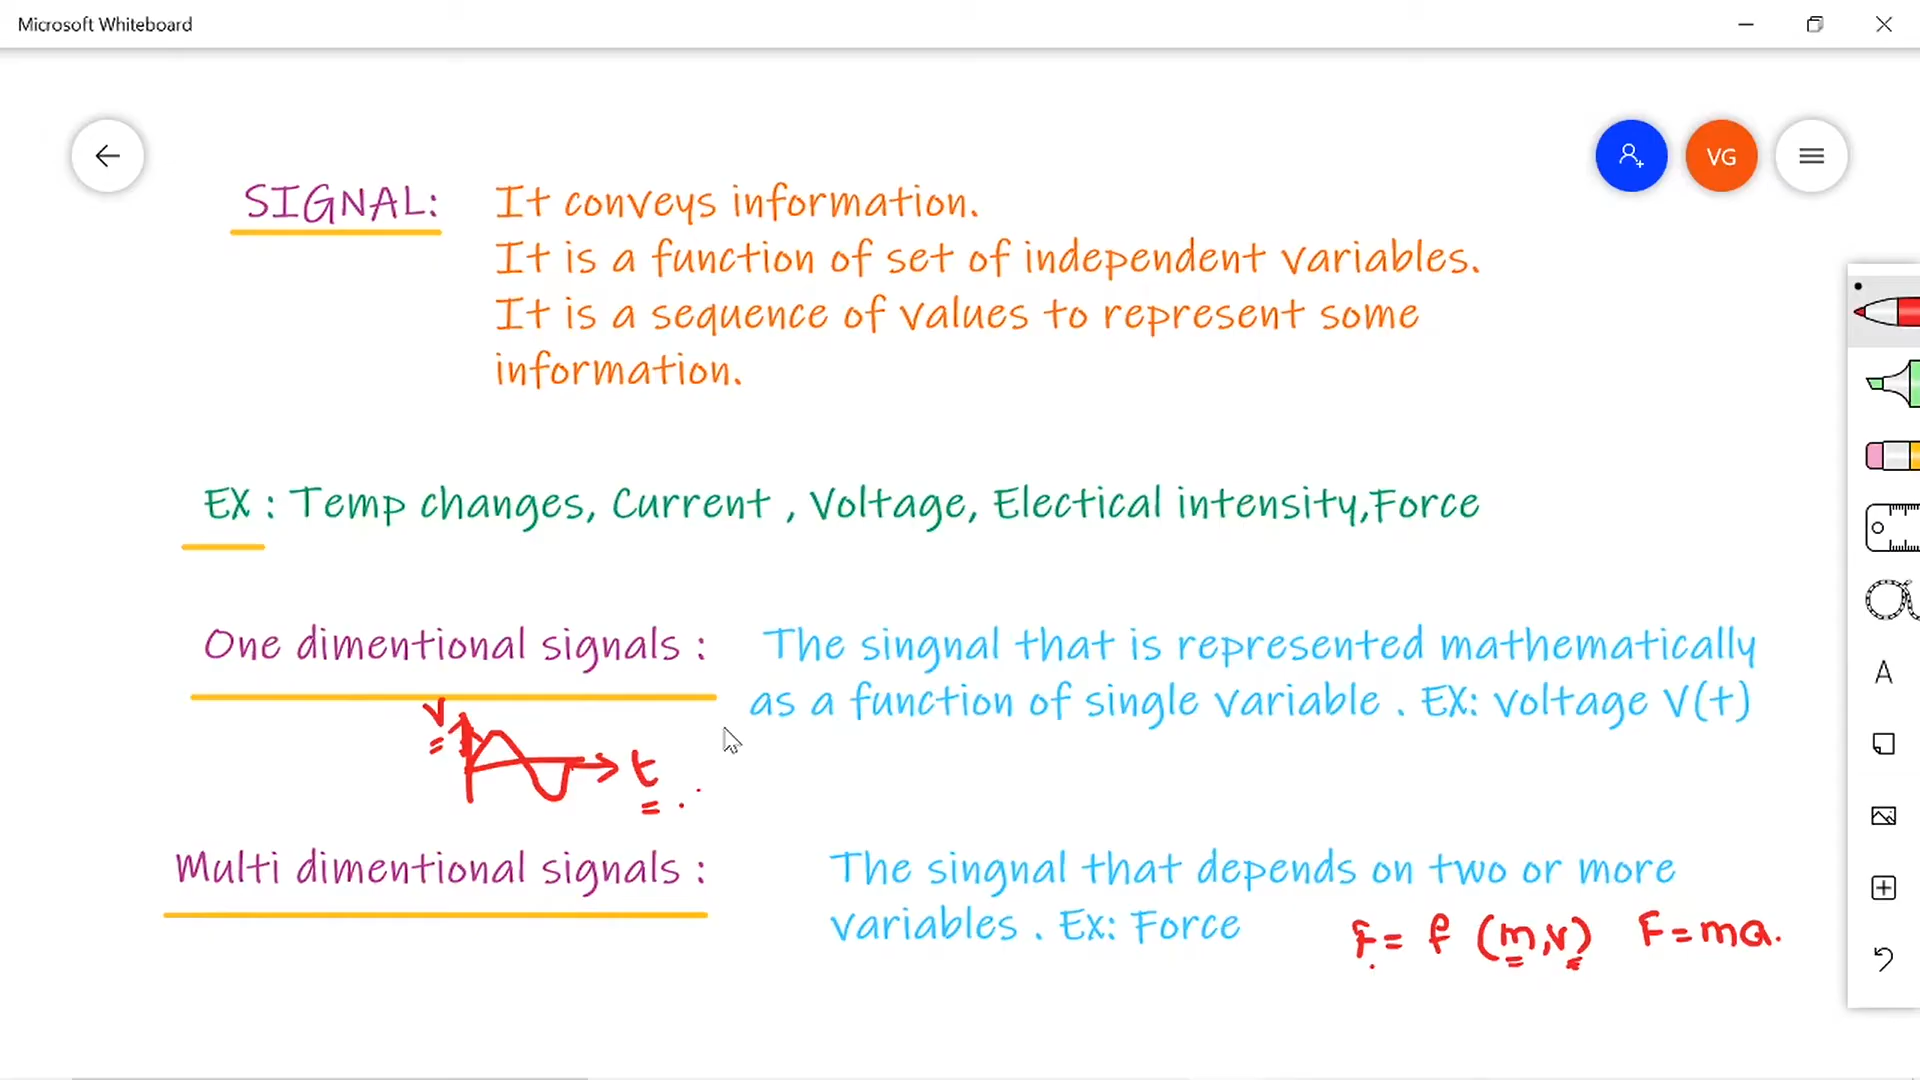 Microsoft Whiteboard
VG
SIGNAL: It conveys information.
It is a function of set of independent variables.
It is a sequence of values to represent some
information.
EX : Temp changes, Current , Voltage, Electical intensity,Force
One dimentional signals : The singnal that is represented mathematically
as a function of single variable . EX: voltage V(t)
V
t
Multi dimentional signals : The singnal that depends on two or more
variables . Ex: Force F = f (m,v) F=ma.
A